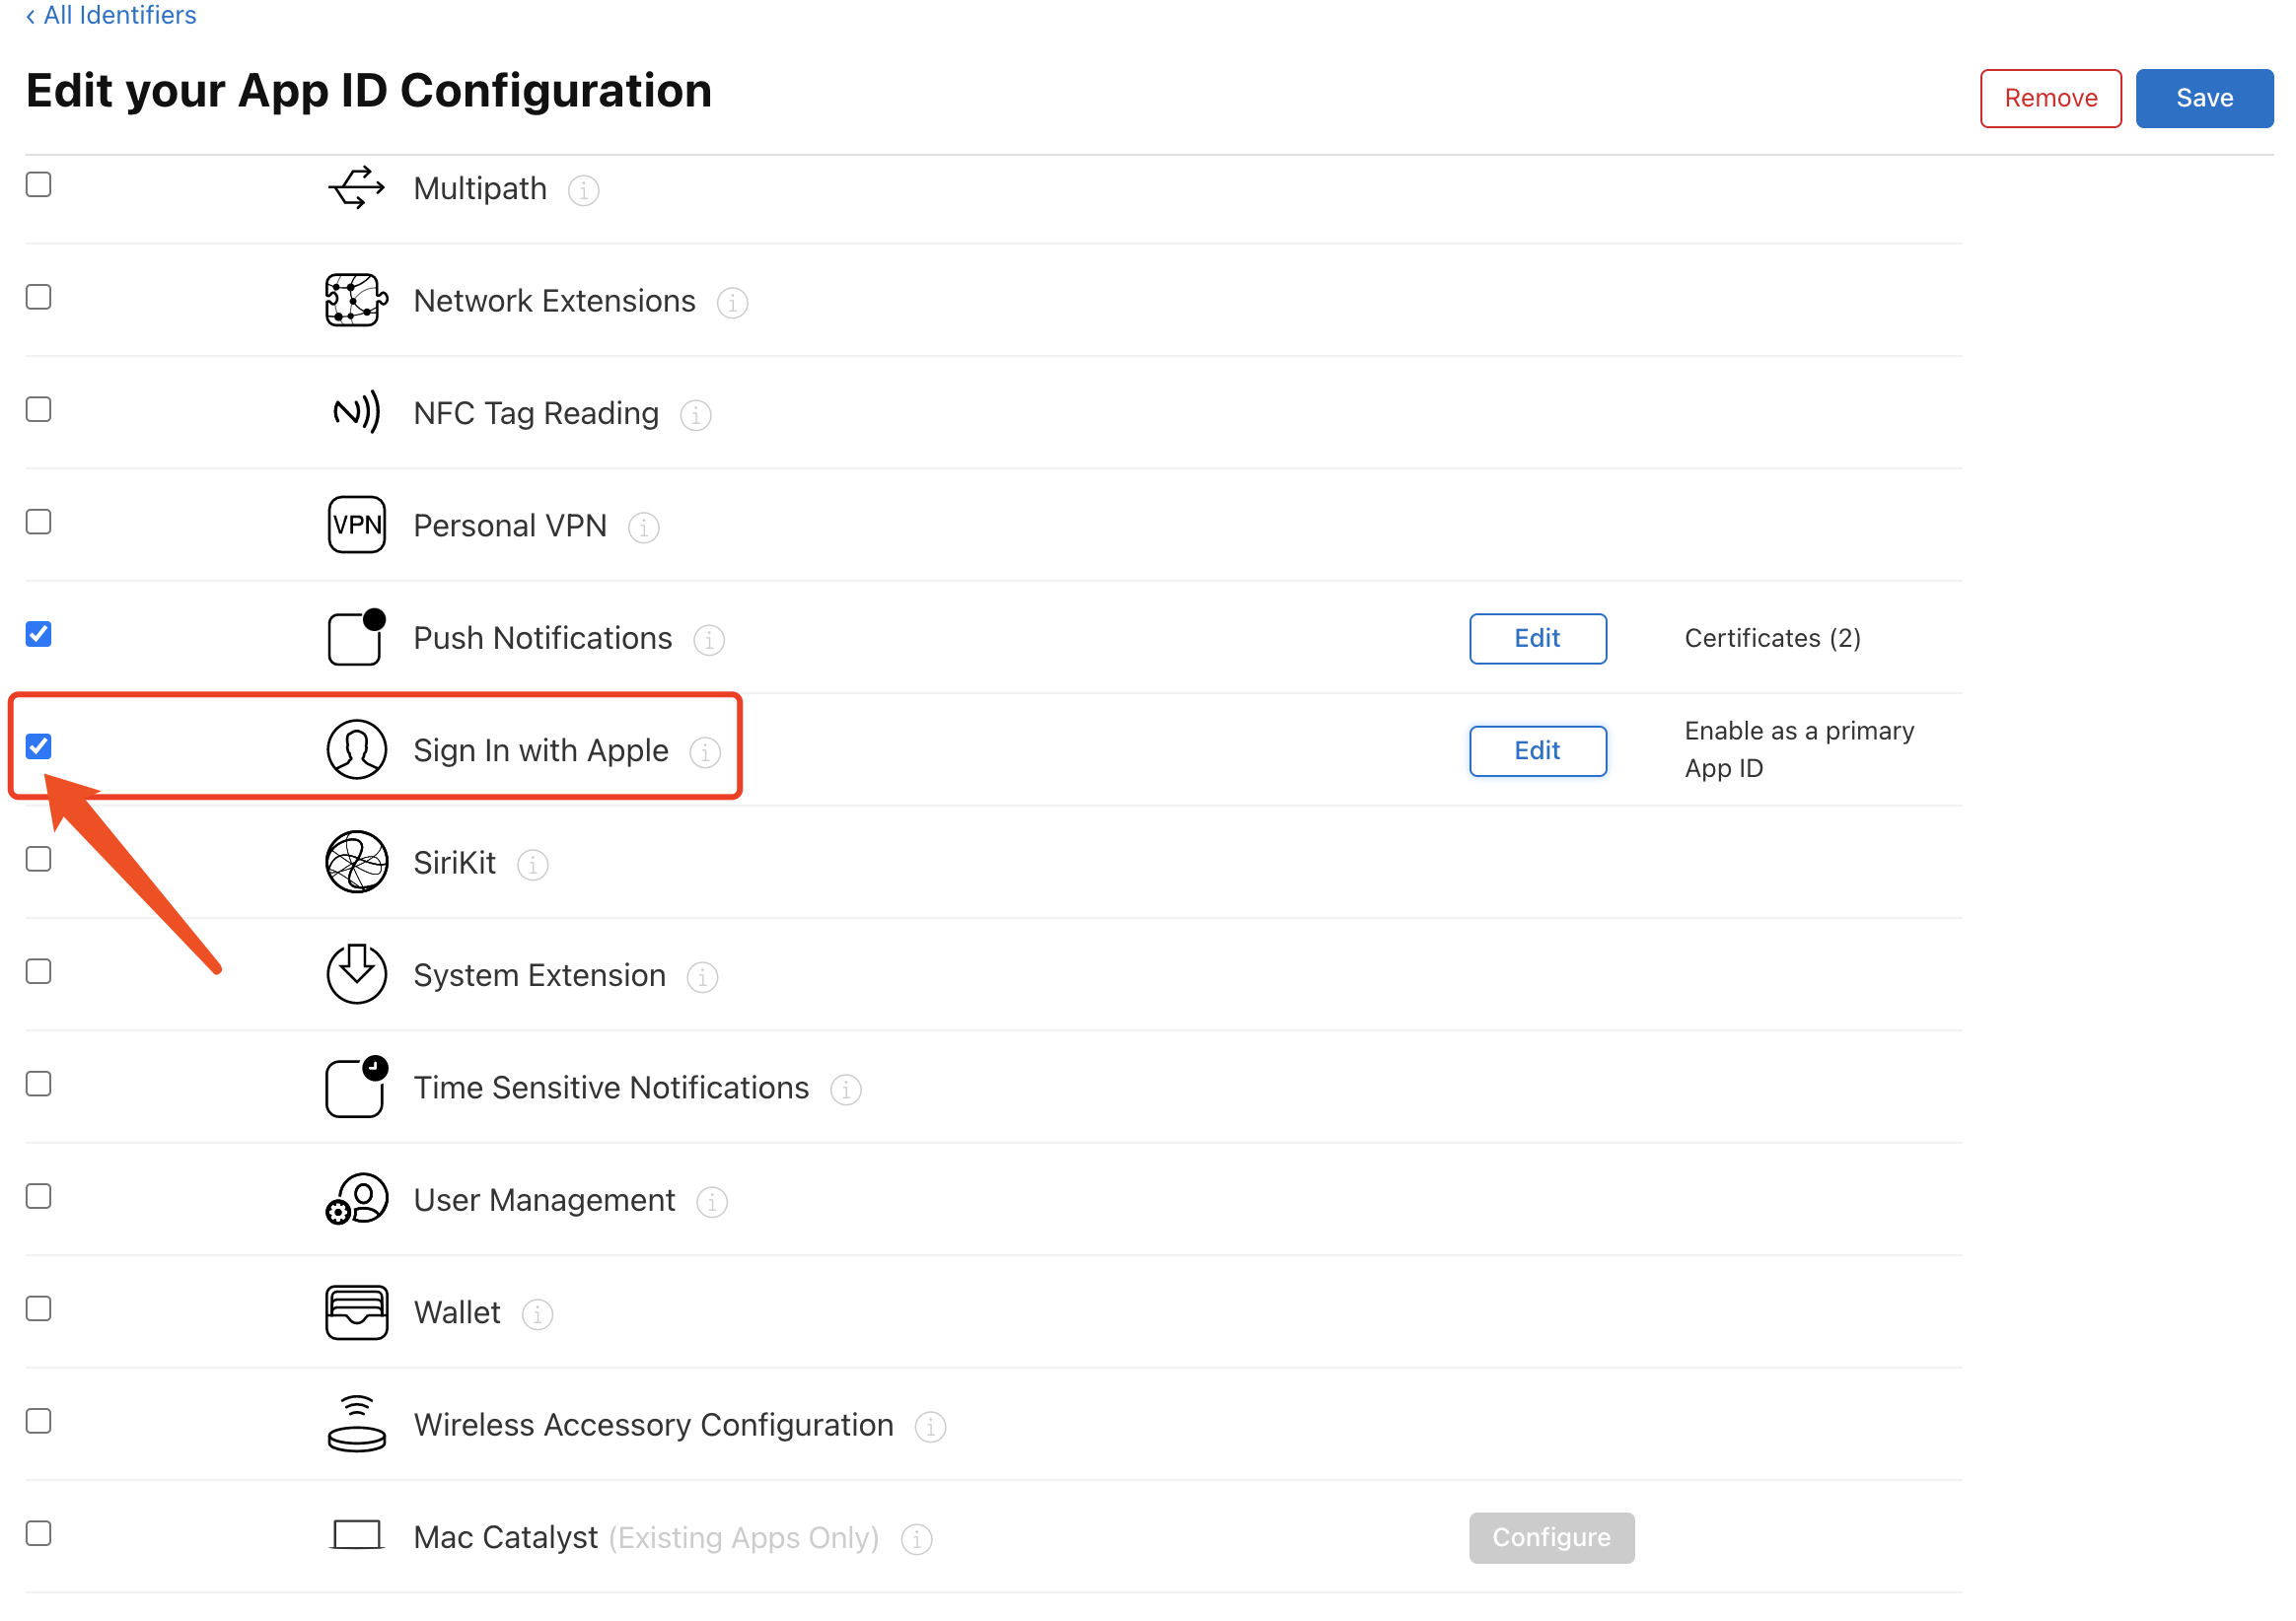 ‹ All Identifiers
Edit your App ID Configuration
Remove
Save
Multipath
Network Extensions
NFC Tag Reading
VPN
Personal VPN
Push Notifications
Edit
Certificates (2)
Sign In with Apple
Edit
Enable as a primary
App ID
SiriKit
System Extension
Time Sensitive Notifications
User Management
Wallet
Wireless Accessory Configuration
Mac Catalyst (Existing Apps Only)
Configure